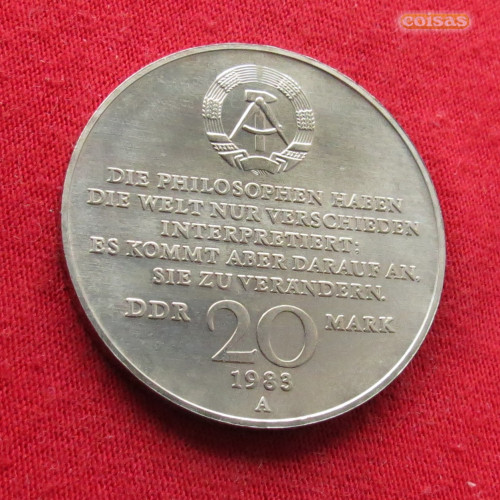 coisas
DIE PHILOSOPHEN HABEN
DIE WELT NUR VERSCHIEDEN
INTERPRETIERT;
ES KOMMT ABER DARAUF AN,
SIE ZU VERÄNDERN.
DDR 20 MARK
1983
A